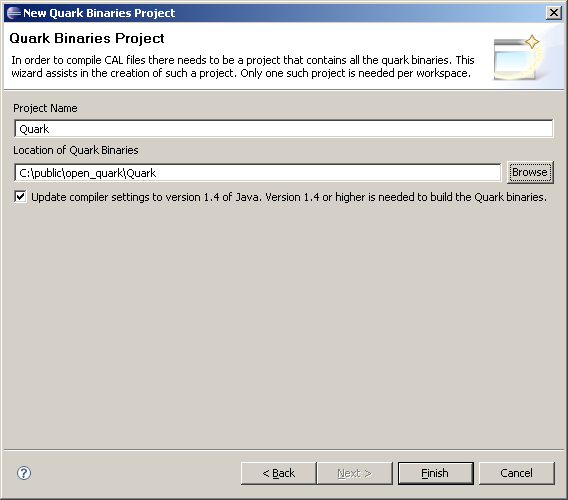 New Quark Binaries Project
Quark Binaries Project
In order to compile CAL files there needs to be a project that contains all the quark binaries. This
wizard assists in the creation of such a project. Only one such project is needed per workspace.
Project Name
Quark
Location of Quark Binaries
C:\public\open_quark\Quark
Browse
Update compiler settings to version 1.4 of Java. Version 1.4 or higher is needed to build the Quark binaries.
?
< Back
Next >
Finish
Cancel